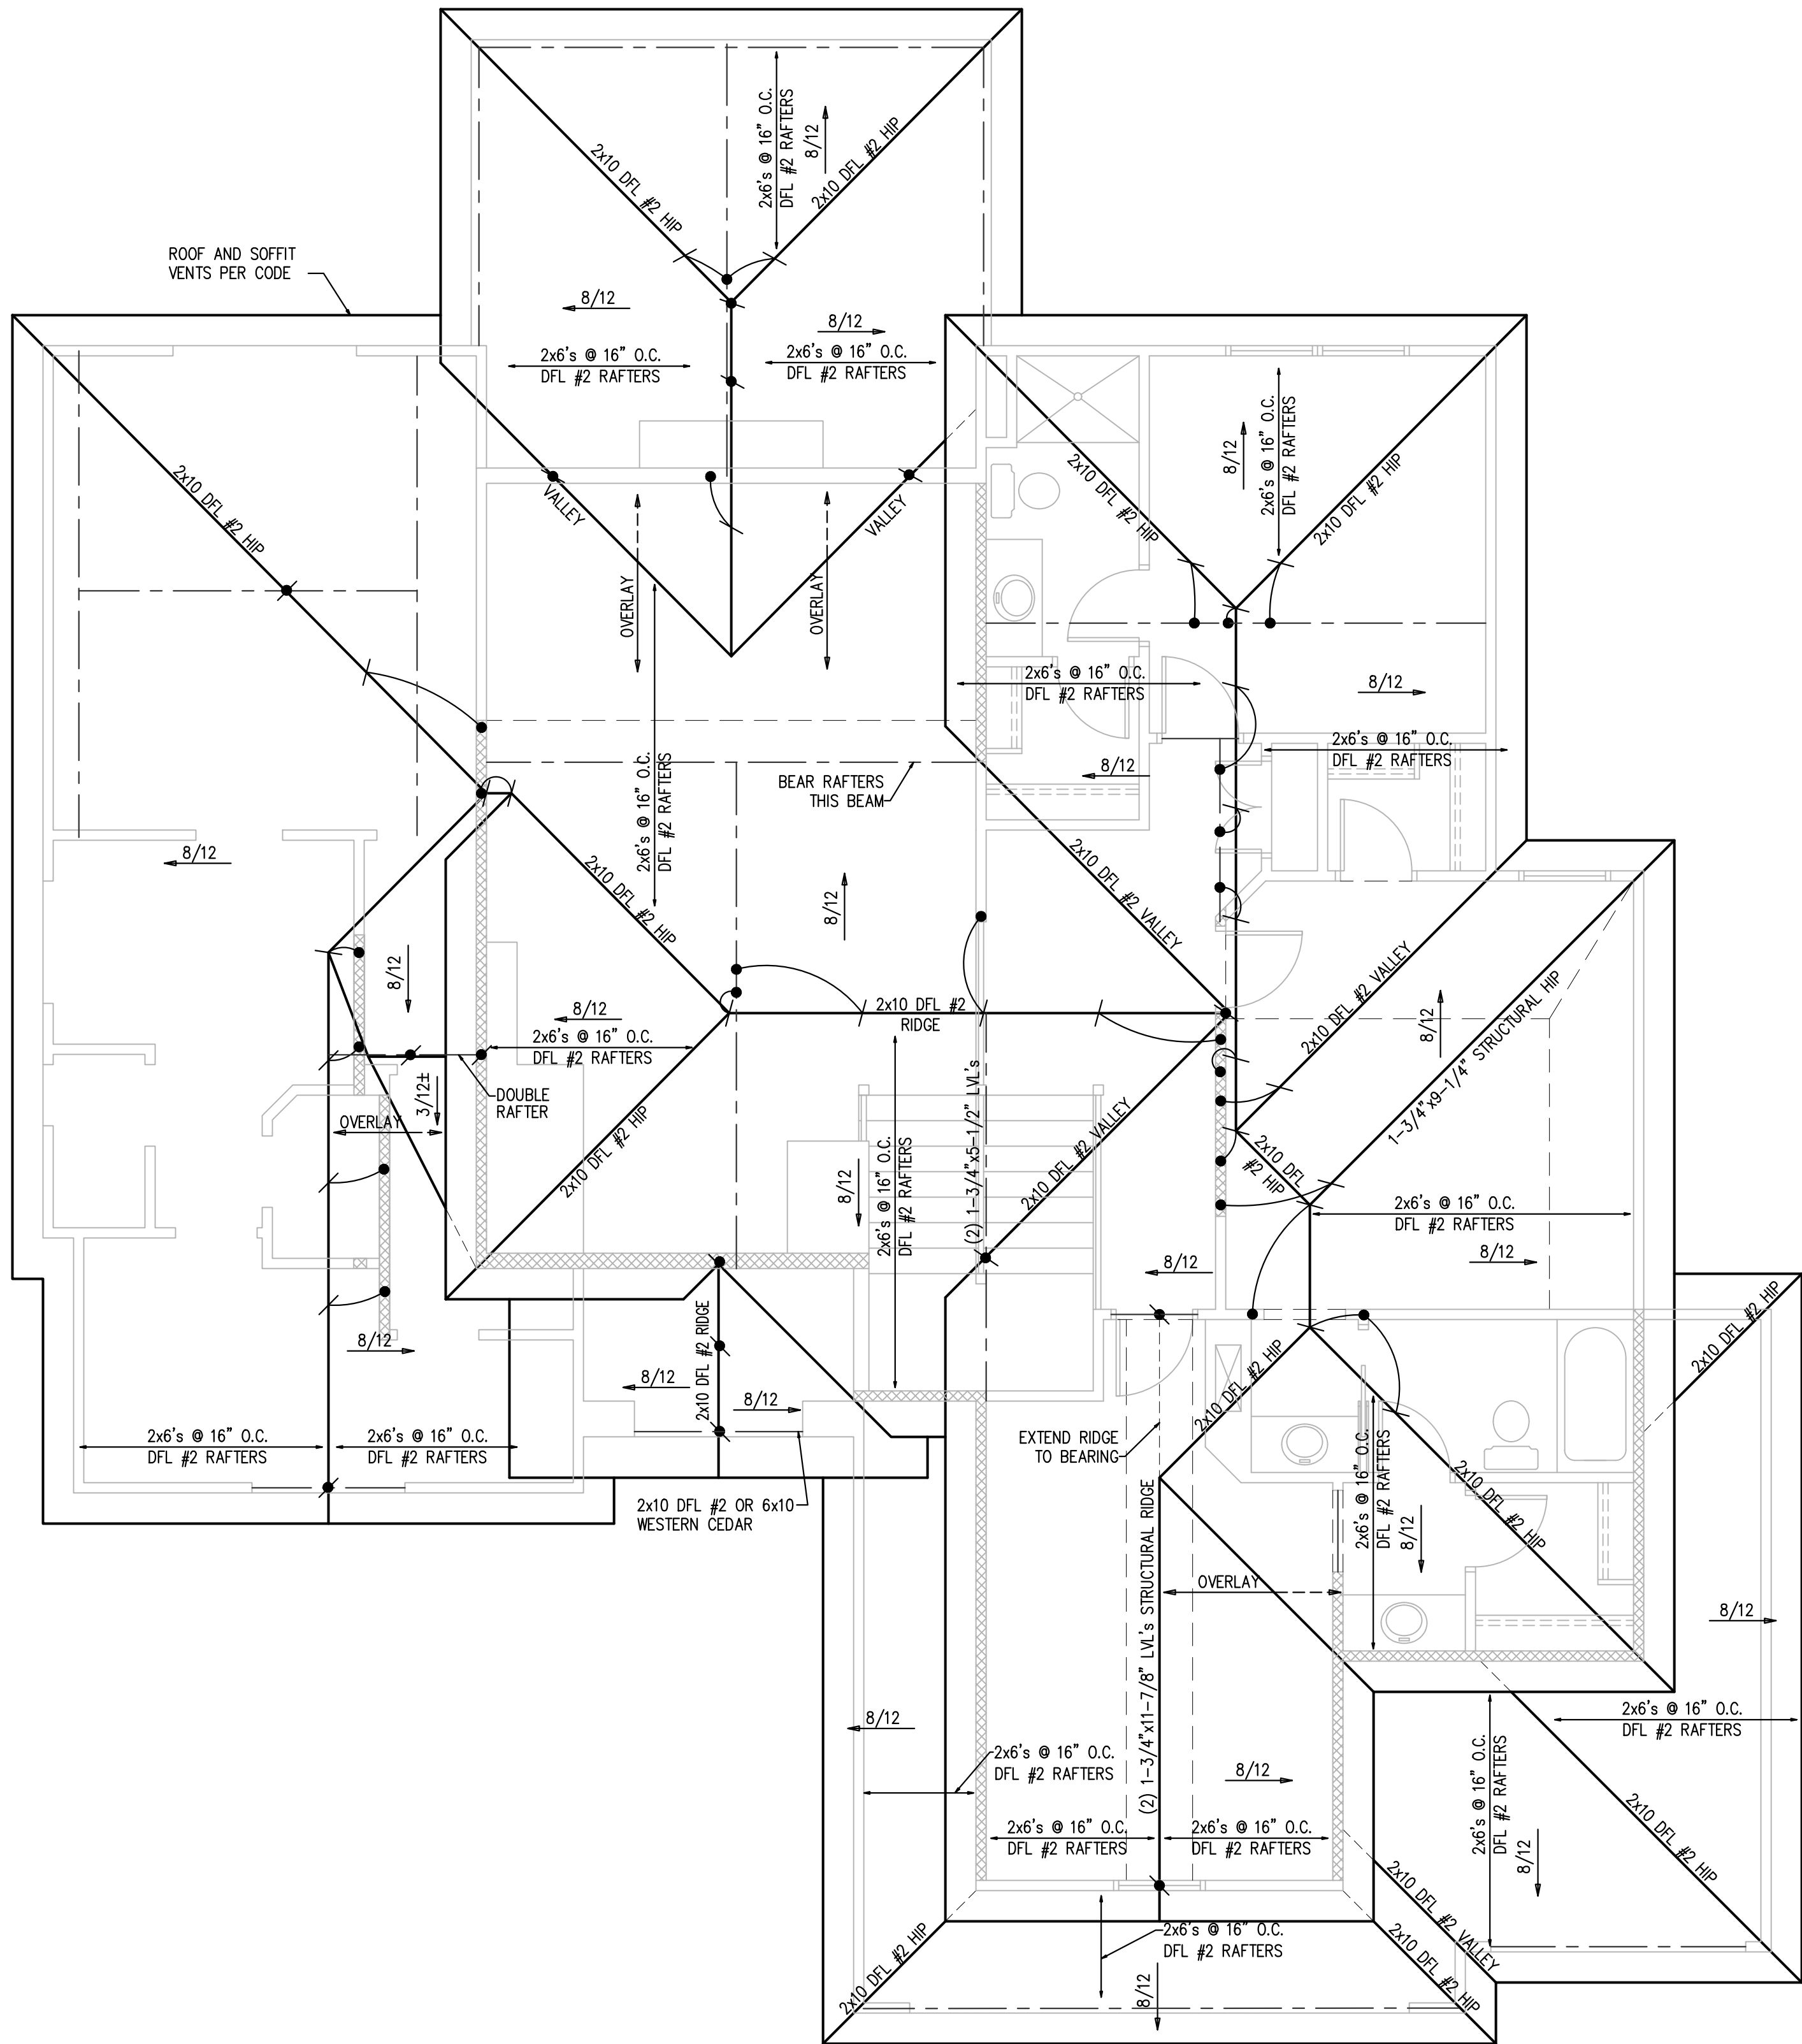 2x6's @ 16" O.C.
DFL #2 RAFTERS
8/12
2x10 DFL #2 HIP
2x10 DFL #2 HIP
ROOF AND SOFFIT
VENTS PER CODE
8/12
8/12
2x6's @ 16" O.C.
DFL #2 RAFTERS
2x6's @ 16" O.C.
DFL #2 RAFTERS
2x10 DFL #2 HIP
VALLEY
VALLEY
OVERLAY
OVERLAY
2x10 DFL #2 HIP
8/12
2x6's @ 16" O.C.
DFL #2 RAFTERS
2x10 DFL #2 HIP
2x6's @ 16" O.C.
DFL #2 RAFTERS
8/12
2x6's @ 16" O.C.
DFL #2 RAFTERS
8/12
BEAR RAFTERS
THIS BEAM
2x6's @ 16" O.C.
DFL #2 RAFTERS
8/12
2x10 DFL #2 HIP
8/12
2x10 DFL #2 VALLEY
8/12
8/12
2x6's @ 16" O.C.
DFL #2 RAFTERS
2x10 DFL #2
RIDGE
2x10 DFL #2 VALLEY
8/12
1-3/4"x9-1/4" STRUCTURAL HIP
DOUBLE
RAFTER
3/12±
OVERLAY
2x10 DFL #2 HIP
8/12
2x6's @ 16" O.C.
DFL #2 RAFTERS
(2) 1-3/4"x5-1/2" LVL's
2x10 DFL #2 VALLEY
2x10 DFL
#2 HIP
2x6's @ 16" O.C.
DFL #2 RAFTERS
8/12
8/12
2x10 DFL #2 HIP
8/12
2x10 DFL #2 RIDGE
8/12
8/12
2x10 DFL #2 HIP
2x6's @ 16" O.C.
DFL #2 RAFTERS
2x6's @ 16" O.C.
DFL #2 RAFTERS
EXTEND RIDGE
TO BEARING
2x10 DFL #2 OR 6x10
WESTERN CEDAR
2x6's @ 16" O.C.
DFL #2 RAFTERS
8/12
2x10 DFL #2 HIP
OVERLAY
8/12
(2) 1-3/4"x11-7/8" LVL's STRUCTURAL RIDGE
8/12
2x6's @ 16" O.C.
DFL #2 RAFTERS
2x6's @ 16" O.C.
DFL #2 RAFTERS
8/12
2x6's @ 16" O.C.
DFL #2 RAFTERS
8/12
2x10 DFL #2 HIP
2x6's @ 16" O.C.
DFL #2 RAFTERS
2x6's @ 16" O.C.
DFL #2 RAFTERS
2x10 DFL #2 VALLEY
2x10 DFL #2 HIP
2x6's @ 16" O.C.
DFL #2 RAFTERS
2x10 DFL #2 HIP
8/12